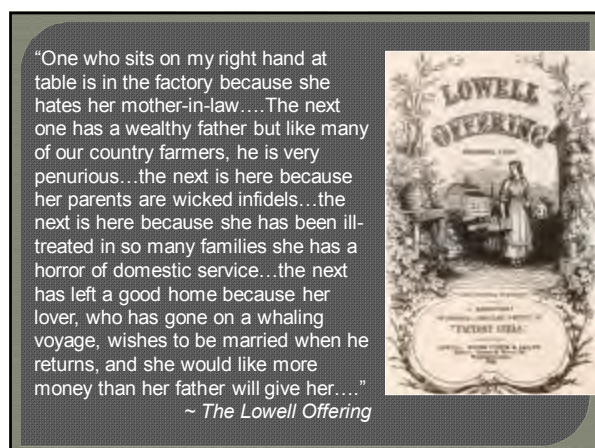 “One who sits on my right hand at
table is in the factory because she
hates her mother-in-law….The next
one has a wealthy father but like many
of our country farmers, he is very
penurious…the next is here because
her parents are wicked infidels…the
next is here because she has been ill-
treated in so many families she has a
horror of domestic service…the next
has left a good home because her
lover, who has gone on a whaling
voyage, wishes to be married when he
returns, and she would like more
money than her father will give her….”
~ The Lowell Offering
LOWELL
OFFERING
"FACTORY GIRLS"